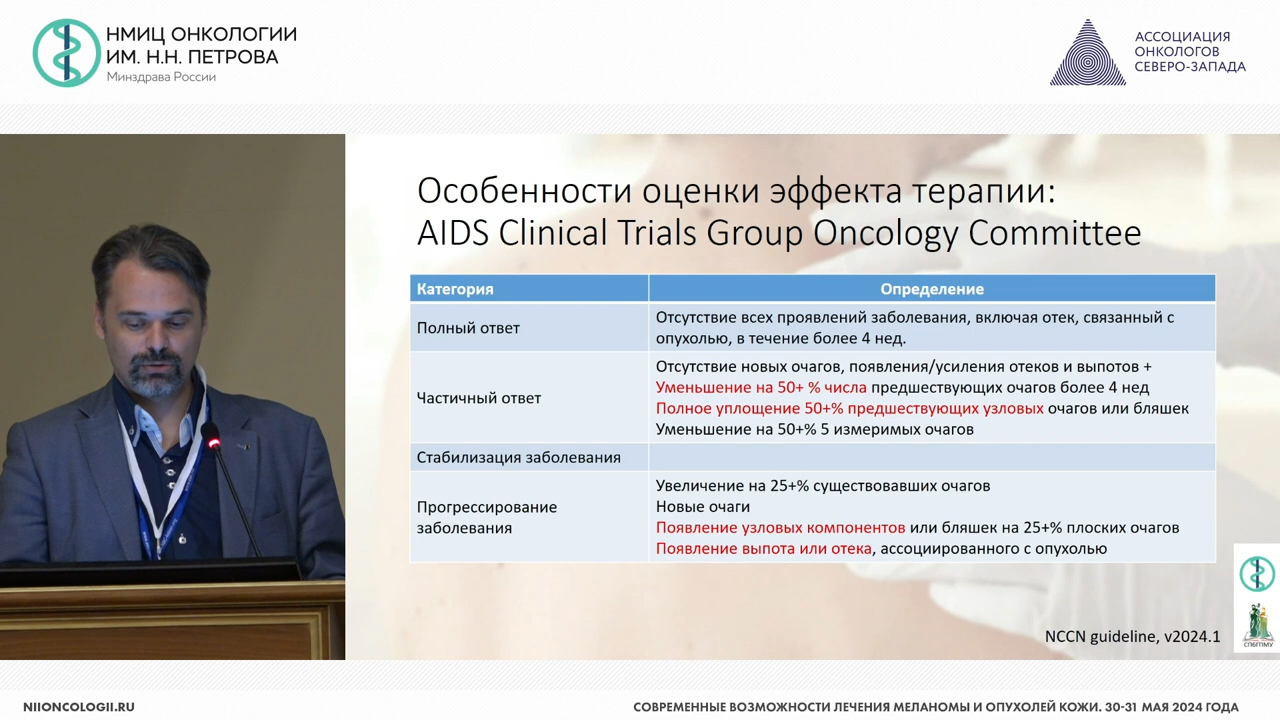 НМИЦ ОНКОЛОГИИ
ИМ. Н.Н. ПЕТРОВА
Минздрава России
АССОЦИАЦИЯ
ОНКОЛОГОВ
СЕВЕРО-ЗАПАДА
Особенности оценки эффекта терапии:
AIDS Clinical Trials Group Oncology Committee
Категория
Определение
Полный ответ
Отсутствие всех проявлений заболевания, включая отек, связанный с
опухолью, в течение более 4 нед.
Частичный ответ
Отсутствие новых очагов, появления/усиления отеков и выпотов +
Уменьшение на 50+ % числа предшествующих очагов более 4 нед
Полное уплощение 50+% предшествующих узловых очагов или бляшек
Уменьшение на 50+% 5 измеримых очагов
Стабилизация заболевания
Прогрессирование
заболевания
Увеличение на 25+% существовавших очагов
Новые очаги
Появление узловых компонентов или бляшек на 25+% плоских очагов
Появление выпота или отека, ассоциированного с опухолью
NCCN guideline, v2024.1
СПбГПМУ
NIIONCOLOGII.RU
СОВРЕМЕННЫЕ ВОЗМОЖНОСТИ ЛЕЧЕНИЯ МЕЛАНОМЫ И ОПУХОЛЕЙ КОЖИ. 30-31 МАЯ 2024 ГОДА